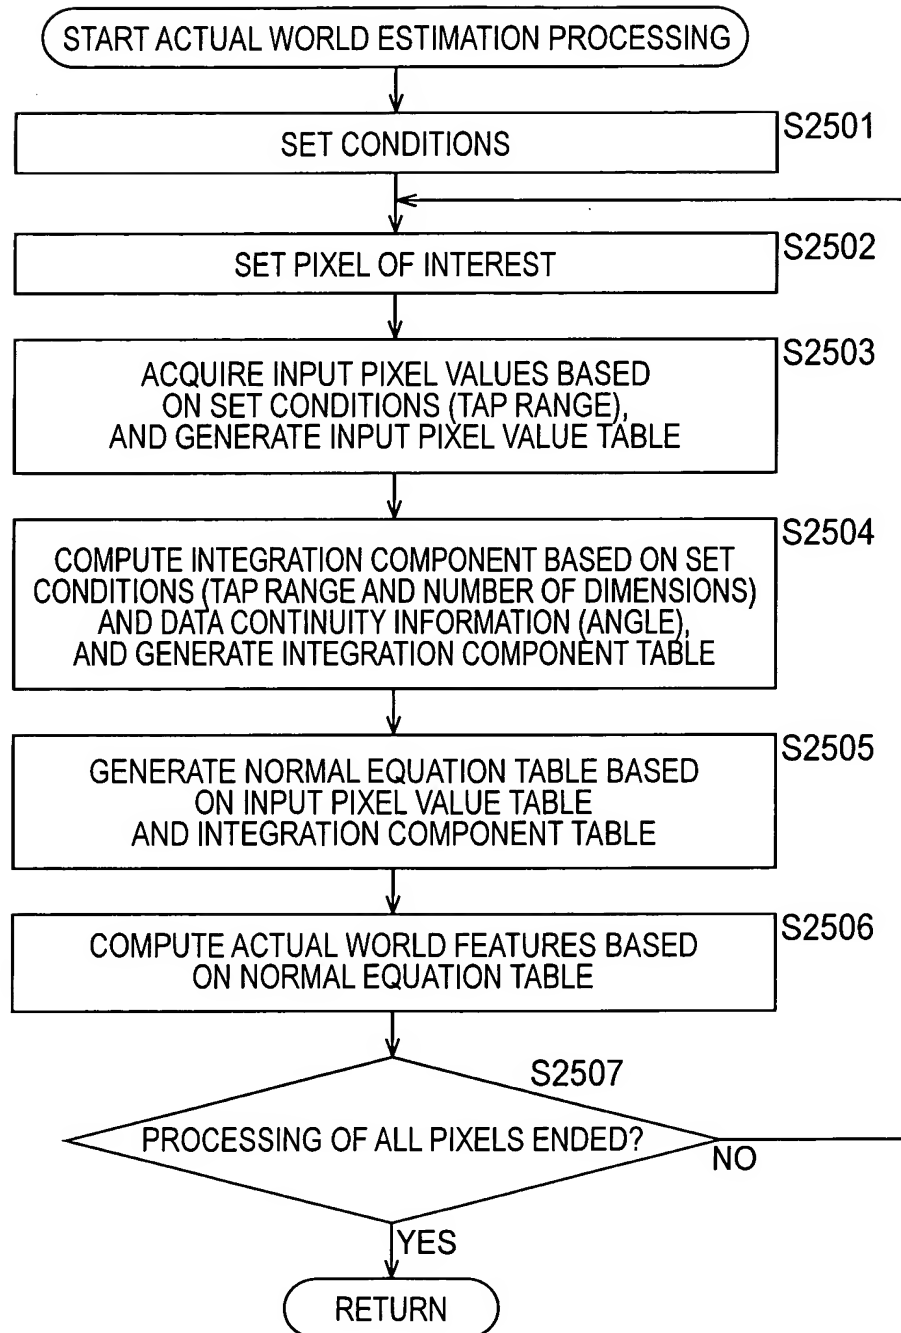 START ACTUAL WORLD ESTIMATION PROCESSING
S2501
SET CONDITIONS
S2502
SET PIXEL OF INTEREST
S2503
ACQUIRE INPUT PIXEL VALUES BASED
ON SET CONDITIONS (TAP RANGE),
AND GENERATE INPUT PIXEL VALUE TABLE
S2504
COMPUTE INTEGRATION COMPONENT BASED ON SET
CONDITIONS (TAP RANGE AND NUMBER OF DIMENSIONS)
AND DATA CONTINUITY INFORMATION (ANGLE),
AND GENERATE INTEGRATION COMPONENT TABLE
S2505
GENERATE NORMAL EQUATION TABLE BASED
ON INPUT PIXEL VALUE TABLE
AND INTEGRATION COMPONENT TABLE
S2506
COMPUTE ACTUAL WORLD FEATURES BASED
ON NORMAL EQUATION TABLE
S2507
PROCESSING OF ALL PIXELS ENDED?
NO
YES
RETURN